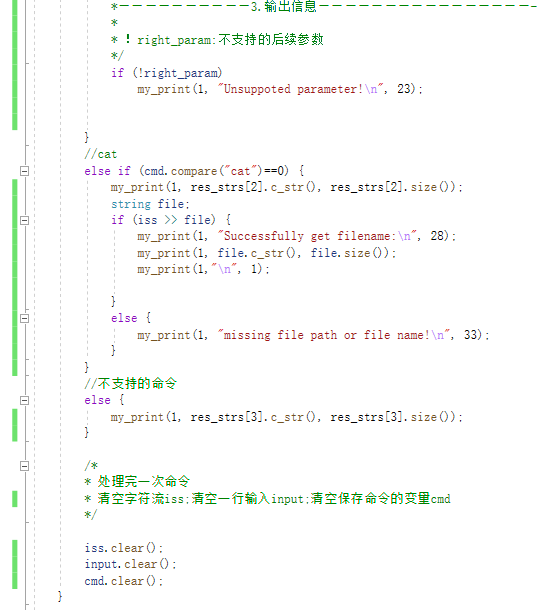 *——————————3.输出信息————————————————-
*
* ! right_param:不支持的后续参数
*/
if (!right_param)
my_print(1, "Unsuppoted parameter!\n", 23);
}
//cat
else if (cmd.compare("cat")==0) {
my_print(1, res_strs[2].c_str(), res_strs[2].size());
string file;
if (iss >> file) {
my_print(1, "Successfully get filename:\n", 28);
my_print(1, file.c_str(), file.size());
my_print(1,"\n", 1);
}
else {
my_print(1, "missing file path or file name!\n", 33);
}
}
//不支持的命令
else {
my_print(1, res_strs[3].c_str(), res_strs[3].size());
}
/*
* 处理完一次命令
* 清空字符流iss;清空一行输入input;清空保存命令的变量cmd
*/
iss.clear();
input.clear();
cmd.clear();
}